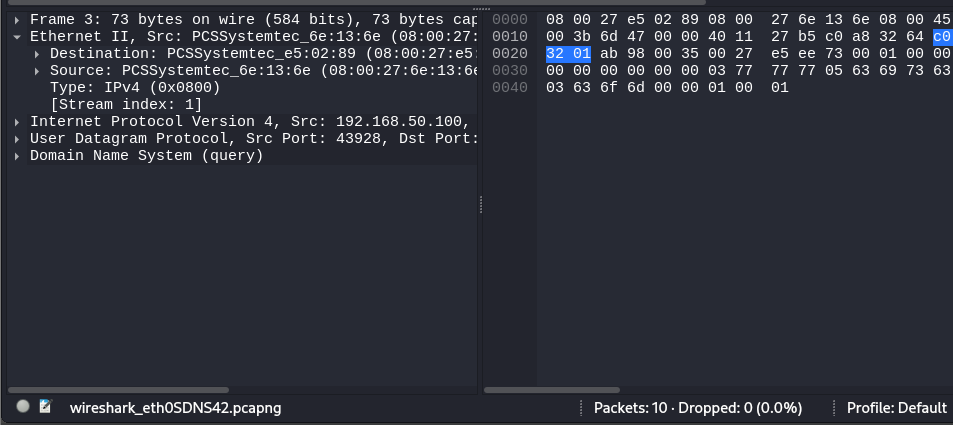 Frame 3: 73 bytes on wire (584 bits), 73 bytes cap
Ethernet II, Src: PCSSystemtec_6e:13:6e (08:00:27:
Destination: PCSSystemtec_e5:02:89 (08:00:27:e5:
Source: PCSSystemtec_6e:13:6e (08:00:27:6e:13:6e
Type: IPv4 (0x0800)
[Stream index: 1]
Internet Protocol Version 4, Src: 192.168.50.100,
User Datagram Protocol, Src Port: 43928, Dst Port:
Domain Name System (query)
0000 08 00 27 e5 02 89 08 00 27 6e 13 6e 08 00 45
0010 00 3b 6d 47 00 00 40 11 27 b5 c0 a8 32 64 c0
0020 32 01 ab 98 00 35 00 27 e5 ee 73 00 01 00 00
0030 00 00 00 00 00 00 03 77 77 77 05 63 69 73 63
0040 03 63 6f 6d 00 00 01 00 01
wireshark_eth0SDNS42.pcapng
Packets: 10 · Dropped: 0 (0.0%)
Profile: Default